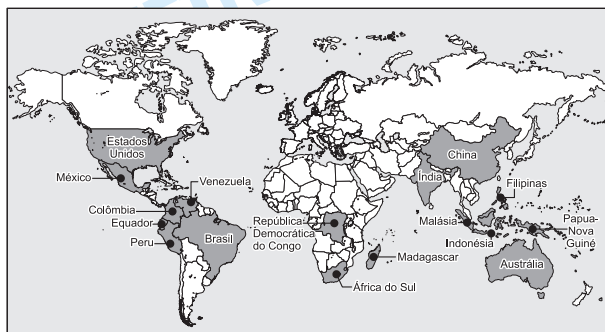 Estados
Unidos
México
Venezuela
Colômbia
Equador
Peru
Brasil
República
Democrática
do Congo
Madagascar
África do Sul
China
Índia
Filipinas
Malásia
Indonésia
Papua-
Nova
Guiné
Austrália